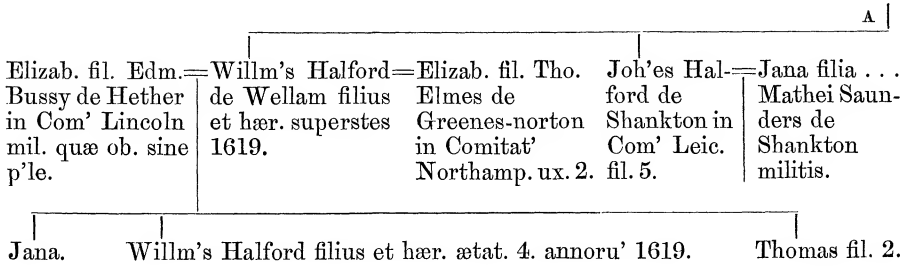 A
Elizab. fil. Edm.=Willm's Halford=Elizab. fil. Tho.
Bussy de Hether
in Com' Lincoln
mil. quæ ob. sine
p'le.
de Wellam filius
et hær. superstes
1619.
Elmes de
Greenes-norton
in Comitat'
Northamp. ux. 2.
Joh'es Hal-=Jana filia . . .
ford de
Shankton in
Com' Leic.
fil. 5.
Mathei Saun-
ders de
Shankton
militis.
Jana. Willm's Halford filius et hær. ætat. 4. annoru' 1619. Thomas fil. 2.